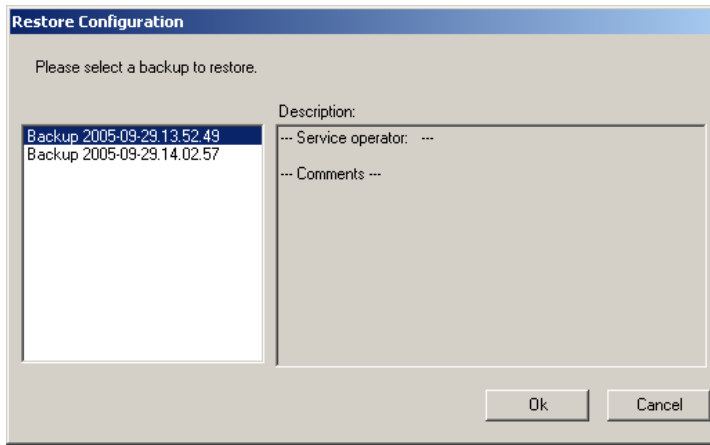 Restore Configuration
Please select a backup to restore.
Description:
Backup 2005-09-29.13.52.49
Backup 2005-09-29.14.02.57
--- Service operator:   ---
--- Comments ---
Ok
Cancel